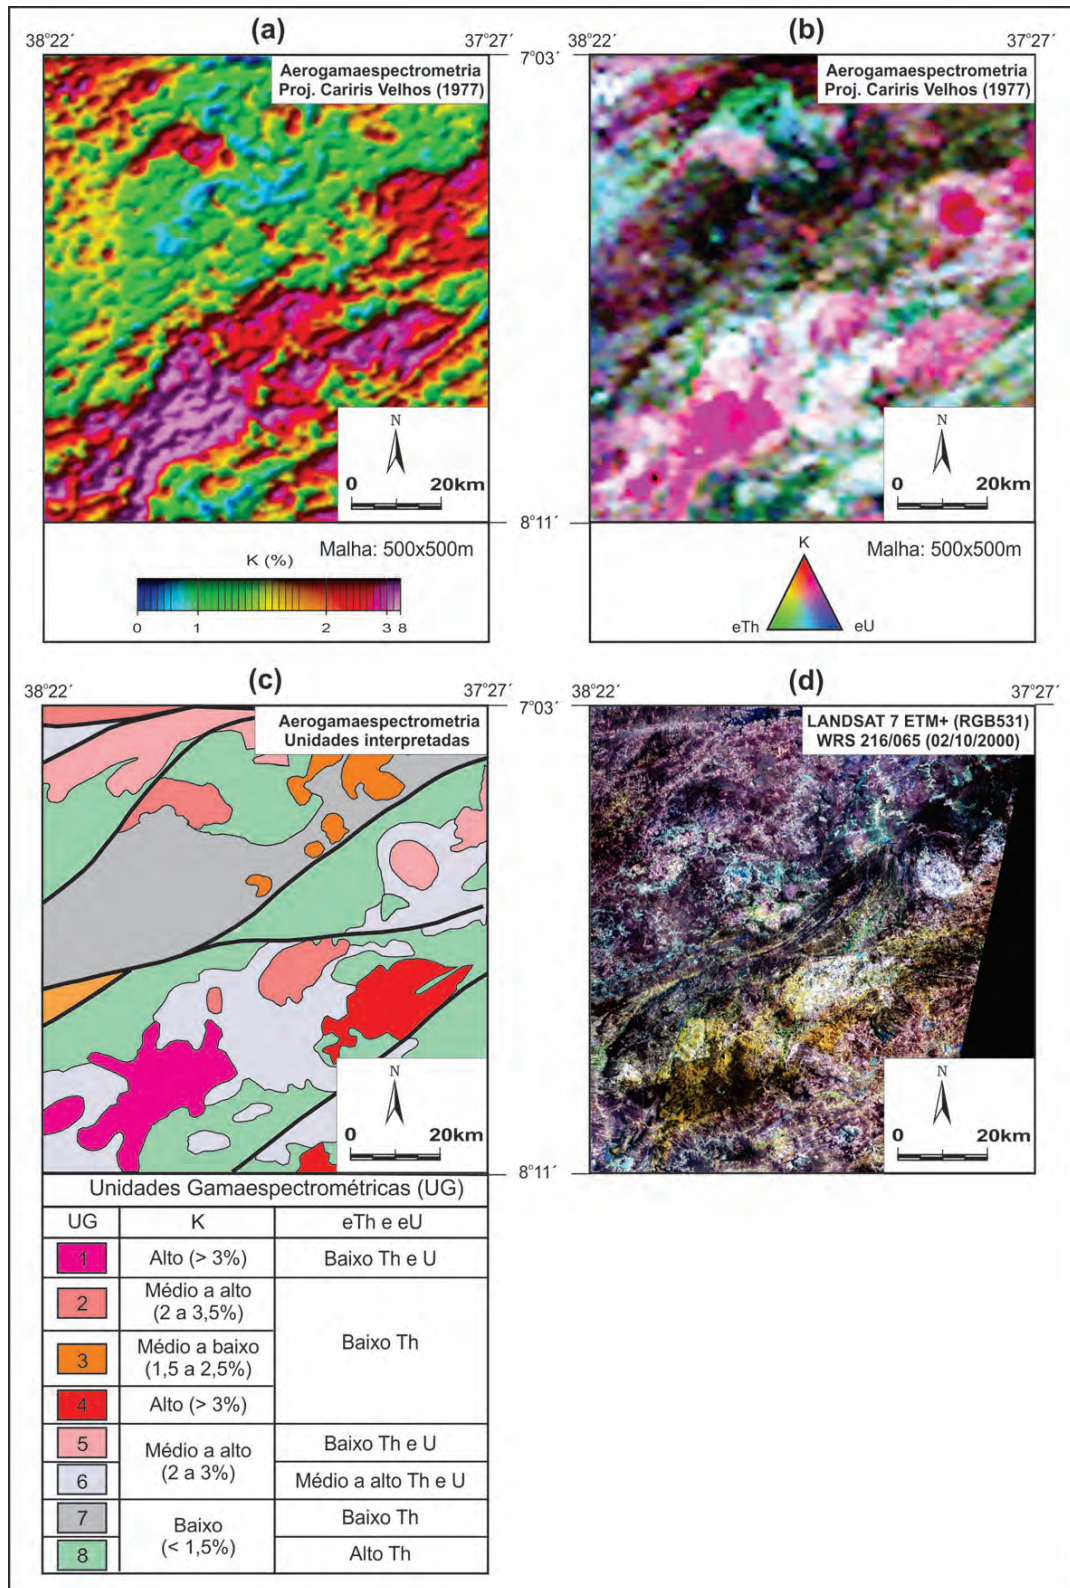 (a)
38°22´
37°27´
Aerogamaespectrometria
Proj. Cariris Velhos (1977)
N
0
20km
K (%)
Malha: 500x500m
0
1
2
3
8
(b)
38°22´
37°27´
7°03´
Aerogamaespectrometria
Proj. Cariris Velhos (1977)
N
0
20km
8°11´
K
Malha: 500x500m
eTh
eU
(c)
38°22´
37°27´
Aerogamaespectrometria
Unidades interpretadas
N
0
20km
(d)
38°22´
37°27´
7°03´
LANDSAT 7 ETM+ (RGB531)
WRS 216/065 (02/10/2000)
N
0
20km
8°11´
Unidades Gamaespectrométricas (UG)
UG
K
eTh e eU
1
Alto (> 3%)
Baixo Th e U
2
Médio a alto
(2 a 3,5%)
Baixo Th
3
Médio a baixo
(1,5 a 2,5%)
4
Alto (> 3%)
5
Médio a alto
(2 a 3%)
Baixo Th e U
6
Médio a alto Th e U
7
Baixo
(< 1,5%)
Baixo Th
8
Alto Th